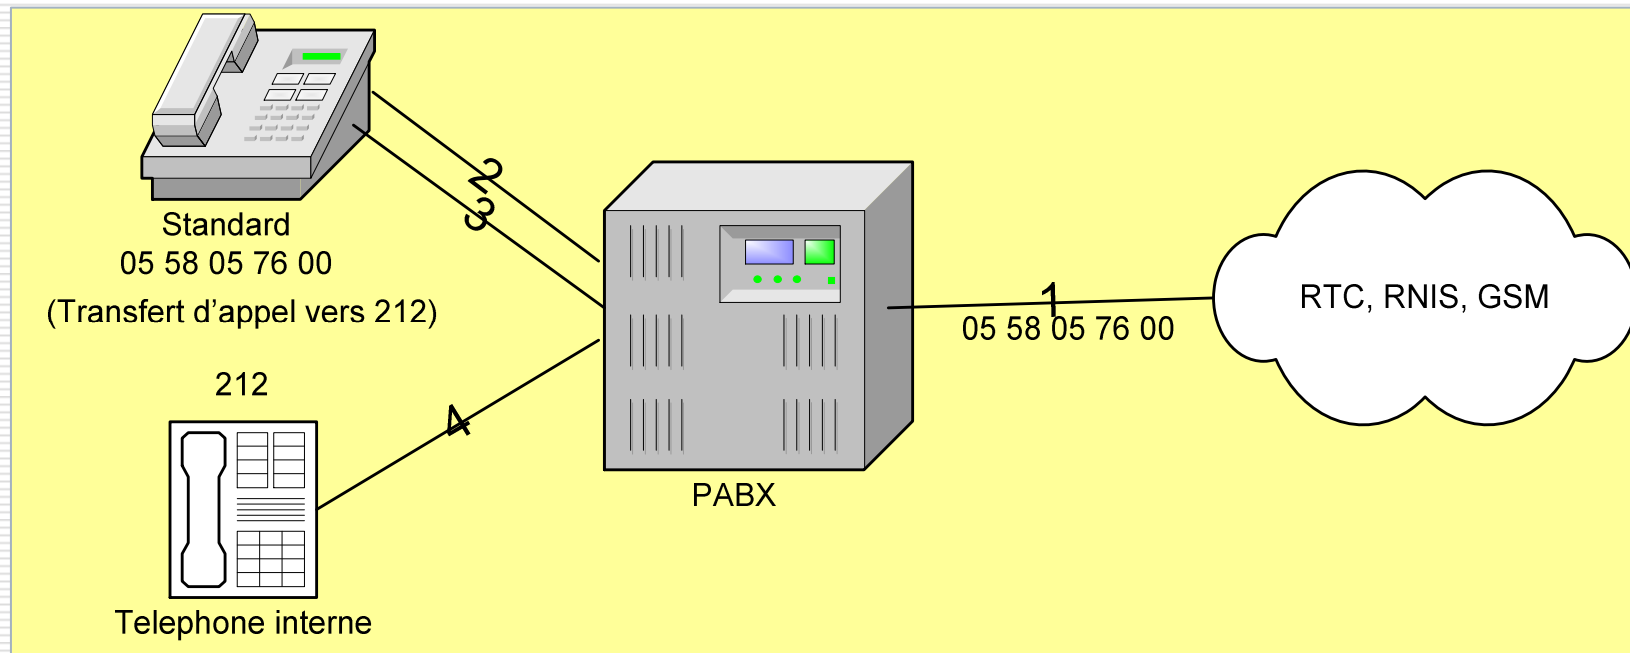 2
3
Standard
05 58 05 76 00
(Transfert d’appel vers 212)
1
05 58 05 76 00
RTC, RNIS, GSM
212
4
PABX
Telephone interne